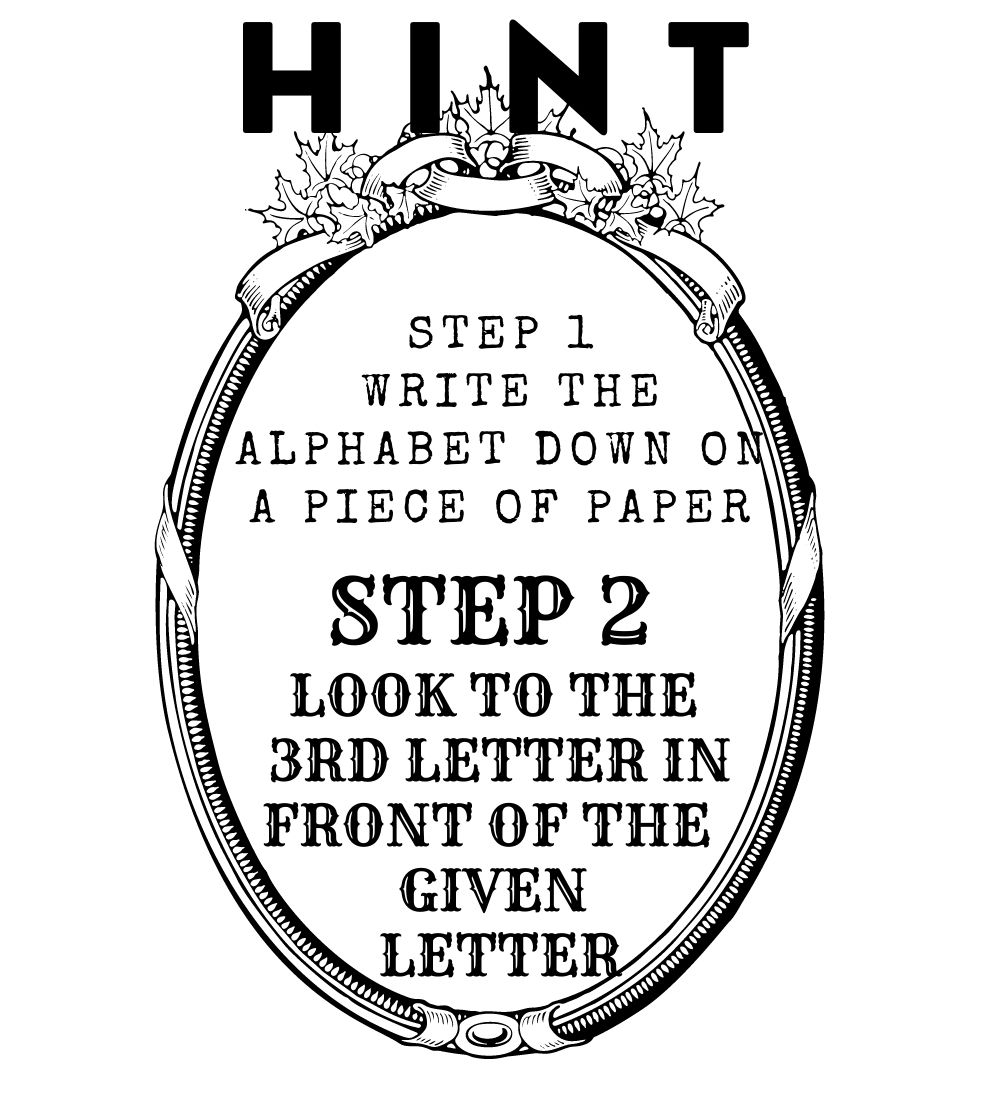 HINT
STEP 1
WRITE THE
ALPHABET DOWN ON
A PIECE OF PAPER
STEP 2
LOOK TO THE
3RD LETTER IN
FRONT OF THE
GIVEN
LETTER